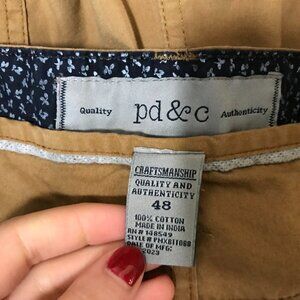 Quality pd&c Authenticity
CRAFTSMANSHIP
QUALITY AND
AUTHENTICITY
48
100% COTTON
MADE IN INDIA
RN# 148549
STYLE# PMXB11088
DATE OF MFG:
2023